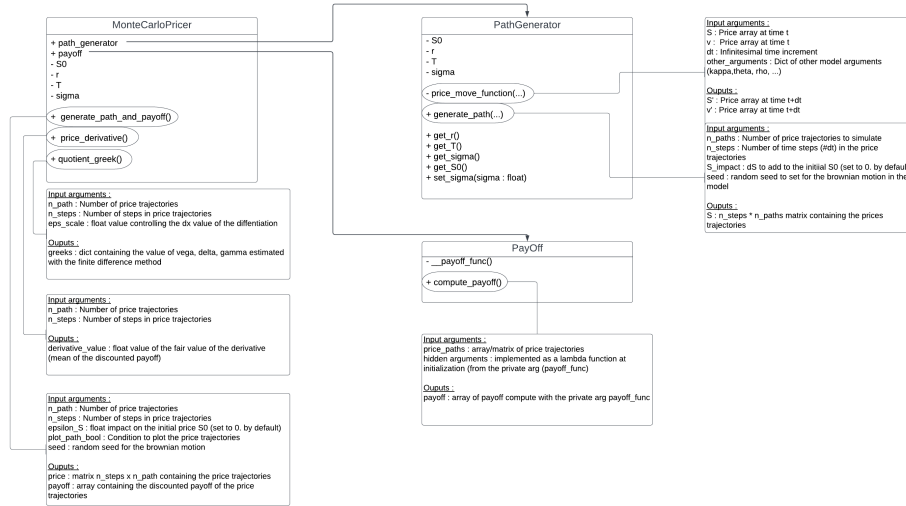 MonteCarloPricer
+ path_generator
+ payoff
- S0
- r
- T
- sigma
+ generate_path_and_payoff()
+ price_derivative()
+ quotient_greek()
Input arguments :
n_path : Number of price trajectories
n_steps : Number of steps in price trajectories
eps_scale : float value controlling the dx value of the diffentiation
Ouputs :
greeks : dict containing the value of vega, delta, gamma estimated
with the finite difference method
Input arguments :
n_path : Number of price trajectories
n_steps : Number of steps in price trajectories
Ouputs :
derivative_value : float value of the fair value of the derivative
(mean of the discounted payoff)
Input arguments :
n_path : Number of price trajectories
n_steps : Number of steps in price trajectories
epsilon_S : float impact on the initial price S0 (set to 0. by default)
plot_path_bool : Condition to plot the price trajectories
seed : random seed for the brownian motion
Ouputs :
price : matrix n_steps x n_path containing the price trajectories
payoff : array containing the discounted payoff of the price
trajectories
PathGenerator
- S0
- r
- T
- sigma
- price_move_function(...)
+ generate_path(...)
+ get_r()
+ get_T()
+ get_sigma()
+ get_S0()
+ set_sigma(sigma : float)
PayOff
- __payoff_func()
+ compute_payoff()
Input arguments :
price_paths : array/matrix of price trajectories
hidden arguments : implemented as a lambda function at
initialization (from the private arg (payoff_func)
Ouputs :
payoff : array of payoff compute with the private arg payoff_func
Input arguments :
S : Price array at time t
v : Price array at time t
dt : Infinitesimal time increment
other_arguments : Dict of other model arguments
(kappa,theta, rho, ...)
Ouputs :
S' : Price array at time t+dt
v' : Price array at time t+dt
Input arguments :
n_paths : Number of price trajectories to simulate
n_steps : Number of time steps (#dt) in the price
trajectories
S_impact : dS to add to the initiial S0 (set to 0. by defaul
seed : random seed to set for the brownian motion in the
model
Ouputs :
S : n_steps * n_paths matrix containing the prices
trajectories